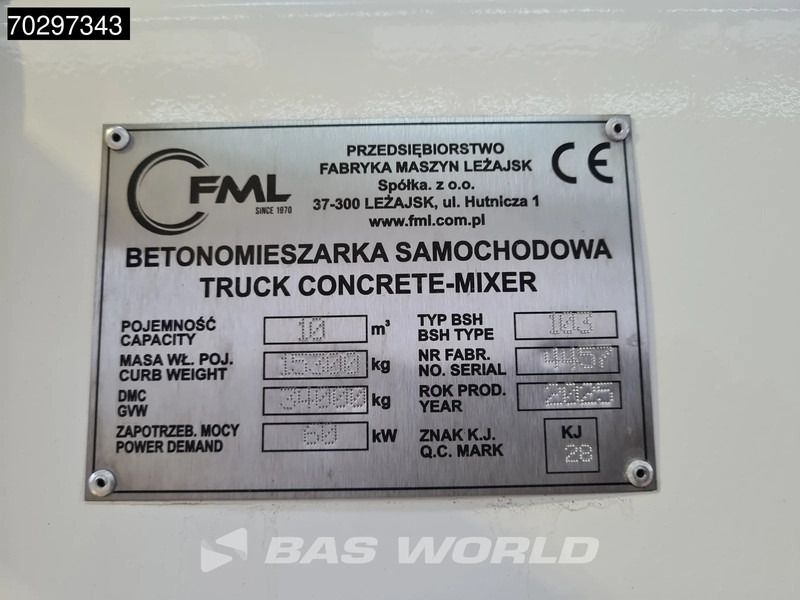 70297343
FML
SINCE 1970
PRZEDSIĘBIORSTWO
FABRYKA MASZYN LEŻAJSK
Spółka. z o.o.
37-300 LEŻAJSK, ul. Hutnicza 1
www.fml.com.pl
CE
BETONOMIESZARKA SAMOCHODOWA
TRUCK CONCRETE-MIXER
POJEMNOŚĆ
CAPACITY 10 m³
MASA WŁ. POJ.
CURB WEIGHT 15300 kg
DMC
GVW 34000 kg
ZAPOTRZEB. MOCY
POWER DEMAND 60 kW
TYP BSH
BSH TYPE 103
NR FABR.
NO. SERIAL 4457
ROK PROD.
YEAR 2025
ZNAK K.J.
Q.C. MARK
KJ
28
BAS WORLD